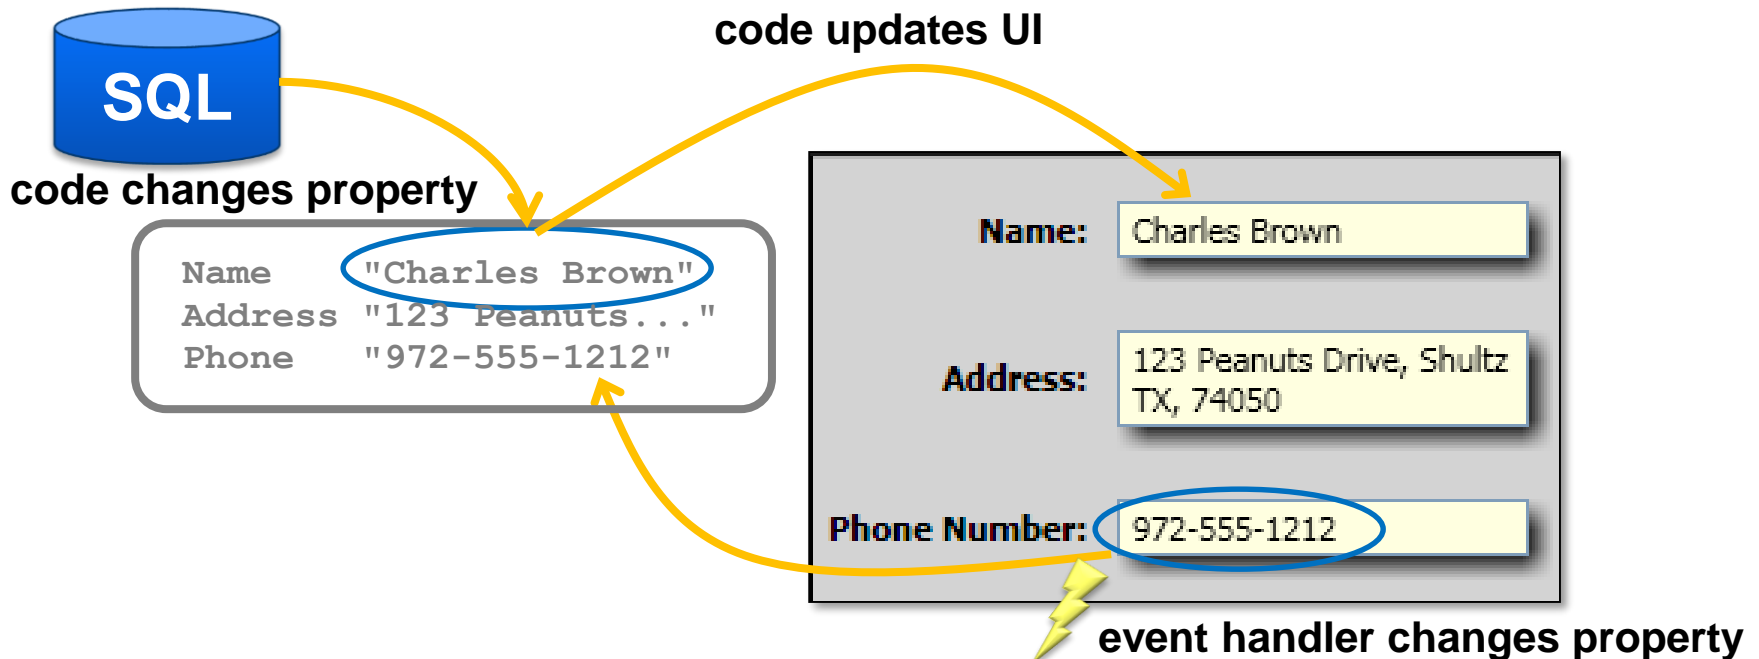 code updates UI
SQL
code changes property
Name "Charles Brown"
Address "123 Peanuts..."
Phone "972-555-1212"
Name: Charles Brown
Address: 123 Peanuts Drive, Shultz
TX, 74050
Phone Number: 972-555-1212
event handler changes property